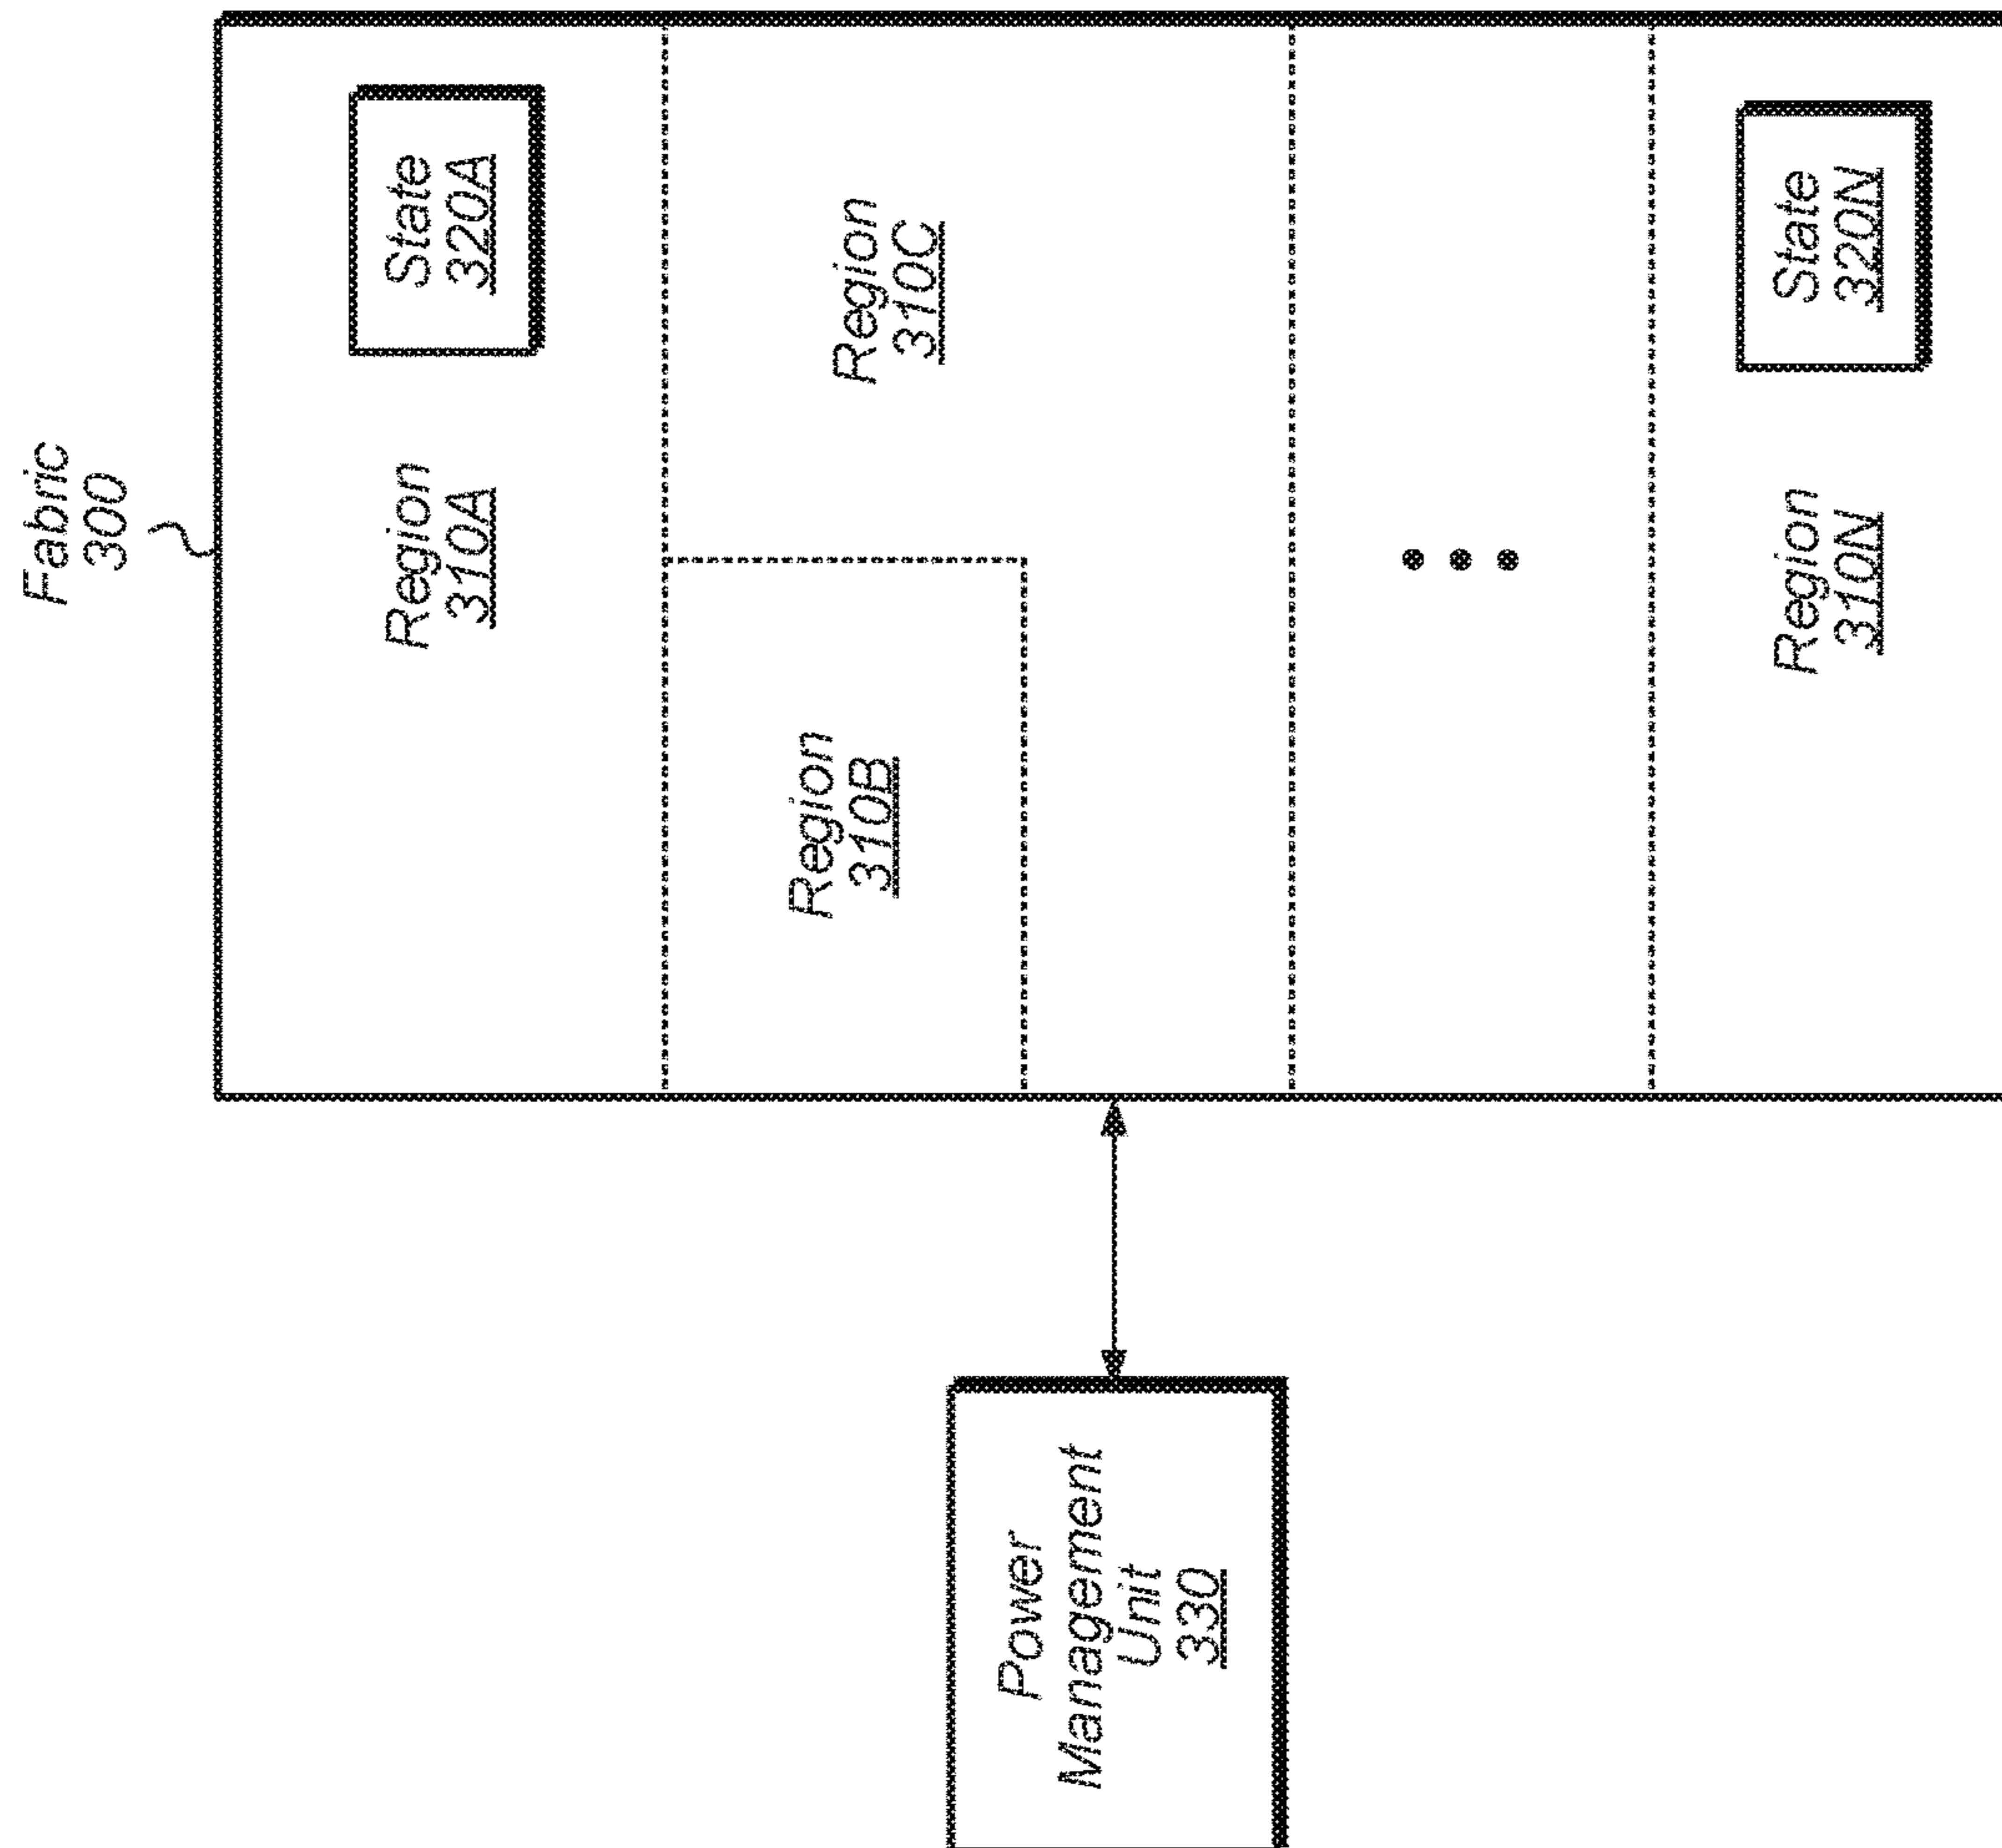 Fabric
300
Region
310A
State
320A
Region
310B
Region
310C
Region
310N
State
320N
Power
Management
Unit
330